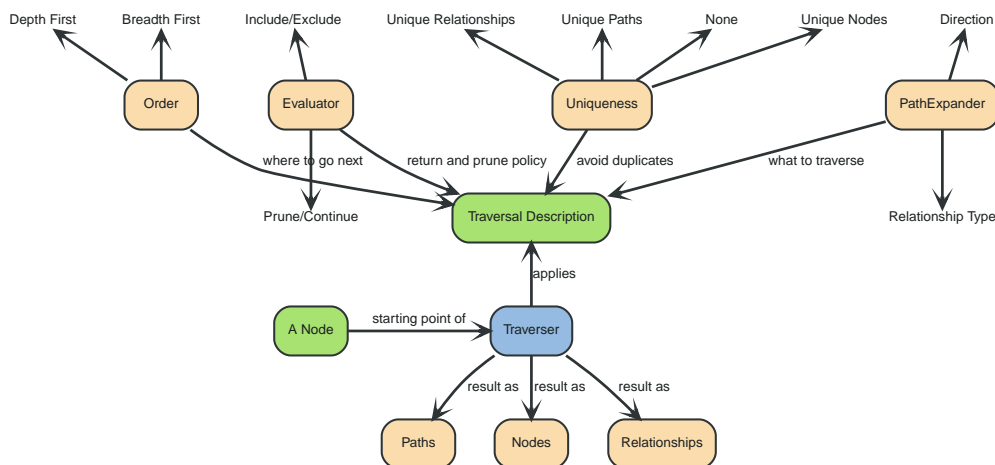 Depth First
Breadth First
Include/Exclude
Unique Relationships
Unique Paths
None
Unique Nodes
Direction
Order
Evaluator
Uniqueness
PathExpander
where to go next
return and prune policy
avoid duplicates
what to traverse
Prune/Continue
Traversal Description
Relationship Type
applies
A Node
starting point of
Traverser
result as
result as
result as
Paths
Nodes
Relationships